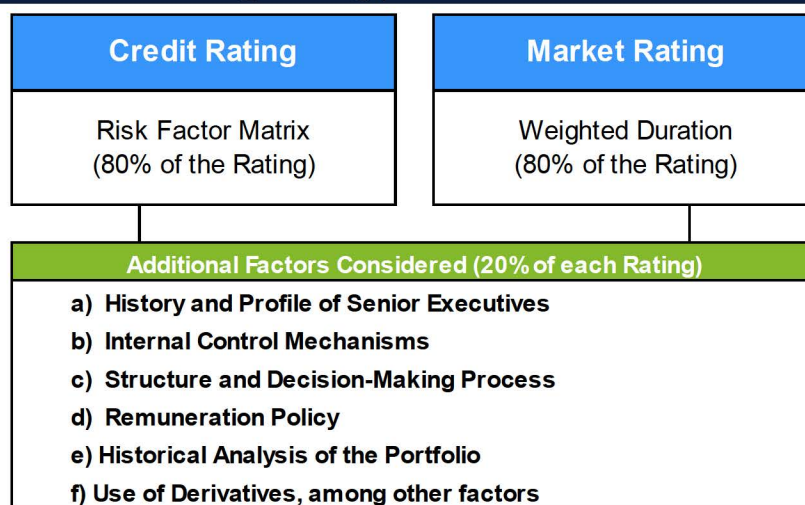 Credit Rating
Market Rating
Risk Factor Matrix
(80% of the Rating)
Weighted Duration
(80% of the Rating)
Additional Factors Considered (20% of each Rating)
a) History and Profile of Senior Executives
b) Internal Control Mechanisms
c) Structure and Decision-Making Process
d) Remuneration Policy
e) Historical Analysis of the Portfolio
f) Use of Derivatives, among other factors